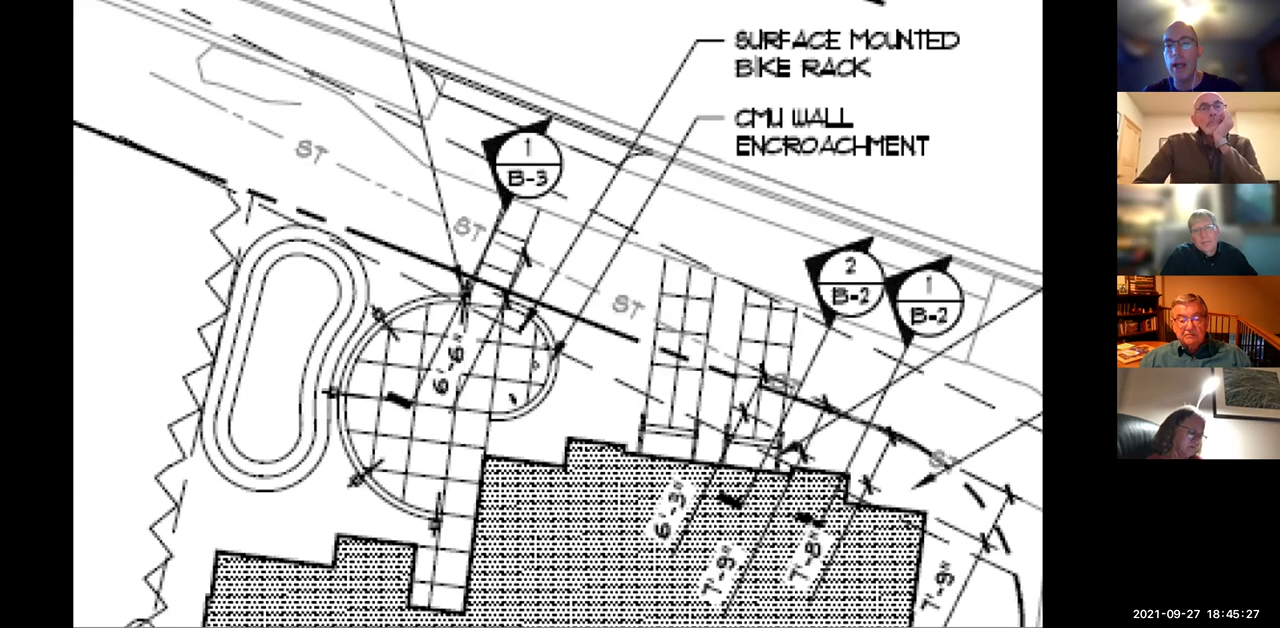 SURFACE MOUNTED
BIKE RACK
CMU WALL
ENCROACHMENT
ST
1
B-3
ST
2
B-2
1
B-2
ST
6'-6"
ST
6'-3"
7'-9"
7'-8"
7'-9"
2021-09-27 18:45:27